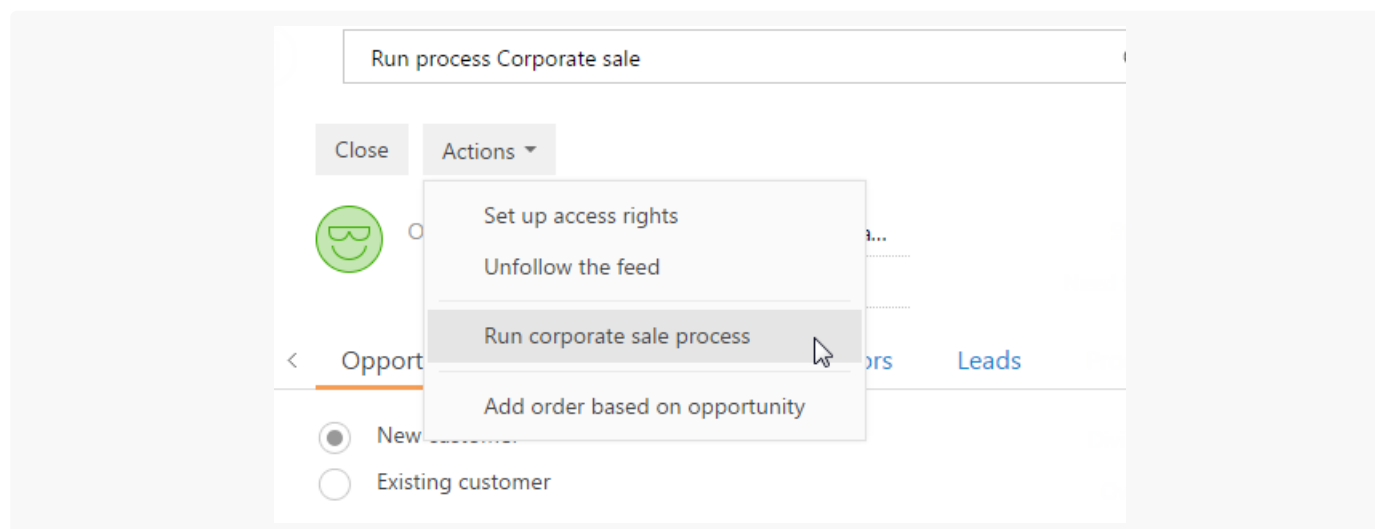 Run process Corporate sale
Close
Actions
Set up access rights
Unfollow the feed
Run corporate sale process
Leads
Add order based on opportunity
New
Existing customer